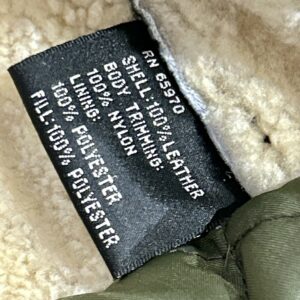 RN 65970
SHELL:100% LEATHER
BODY TRIMMING:
100% NYLON
LINING:
100% POLYESTER
FILL:100% POLYESTER